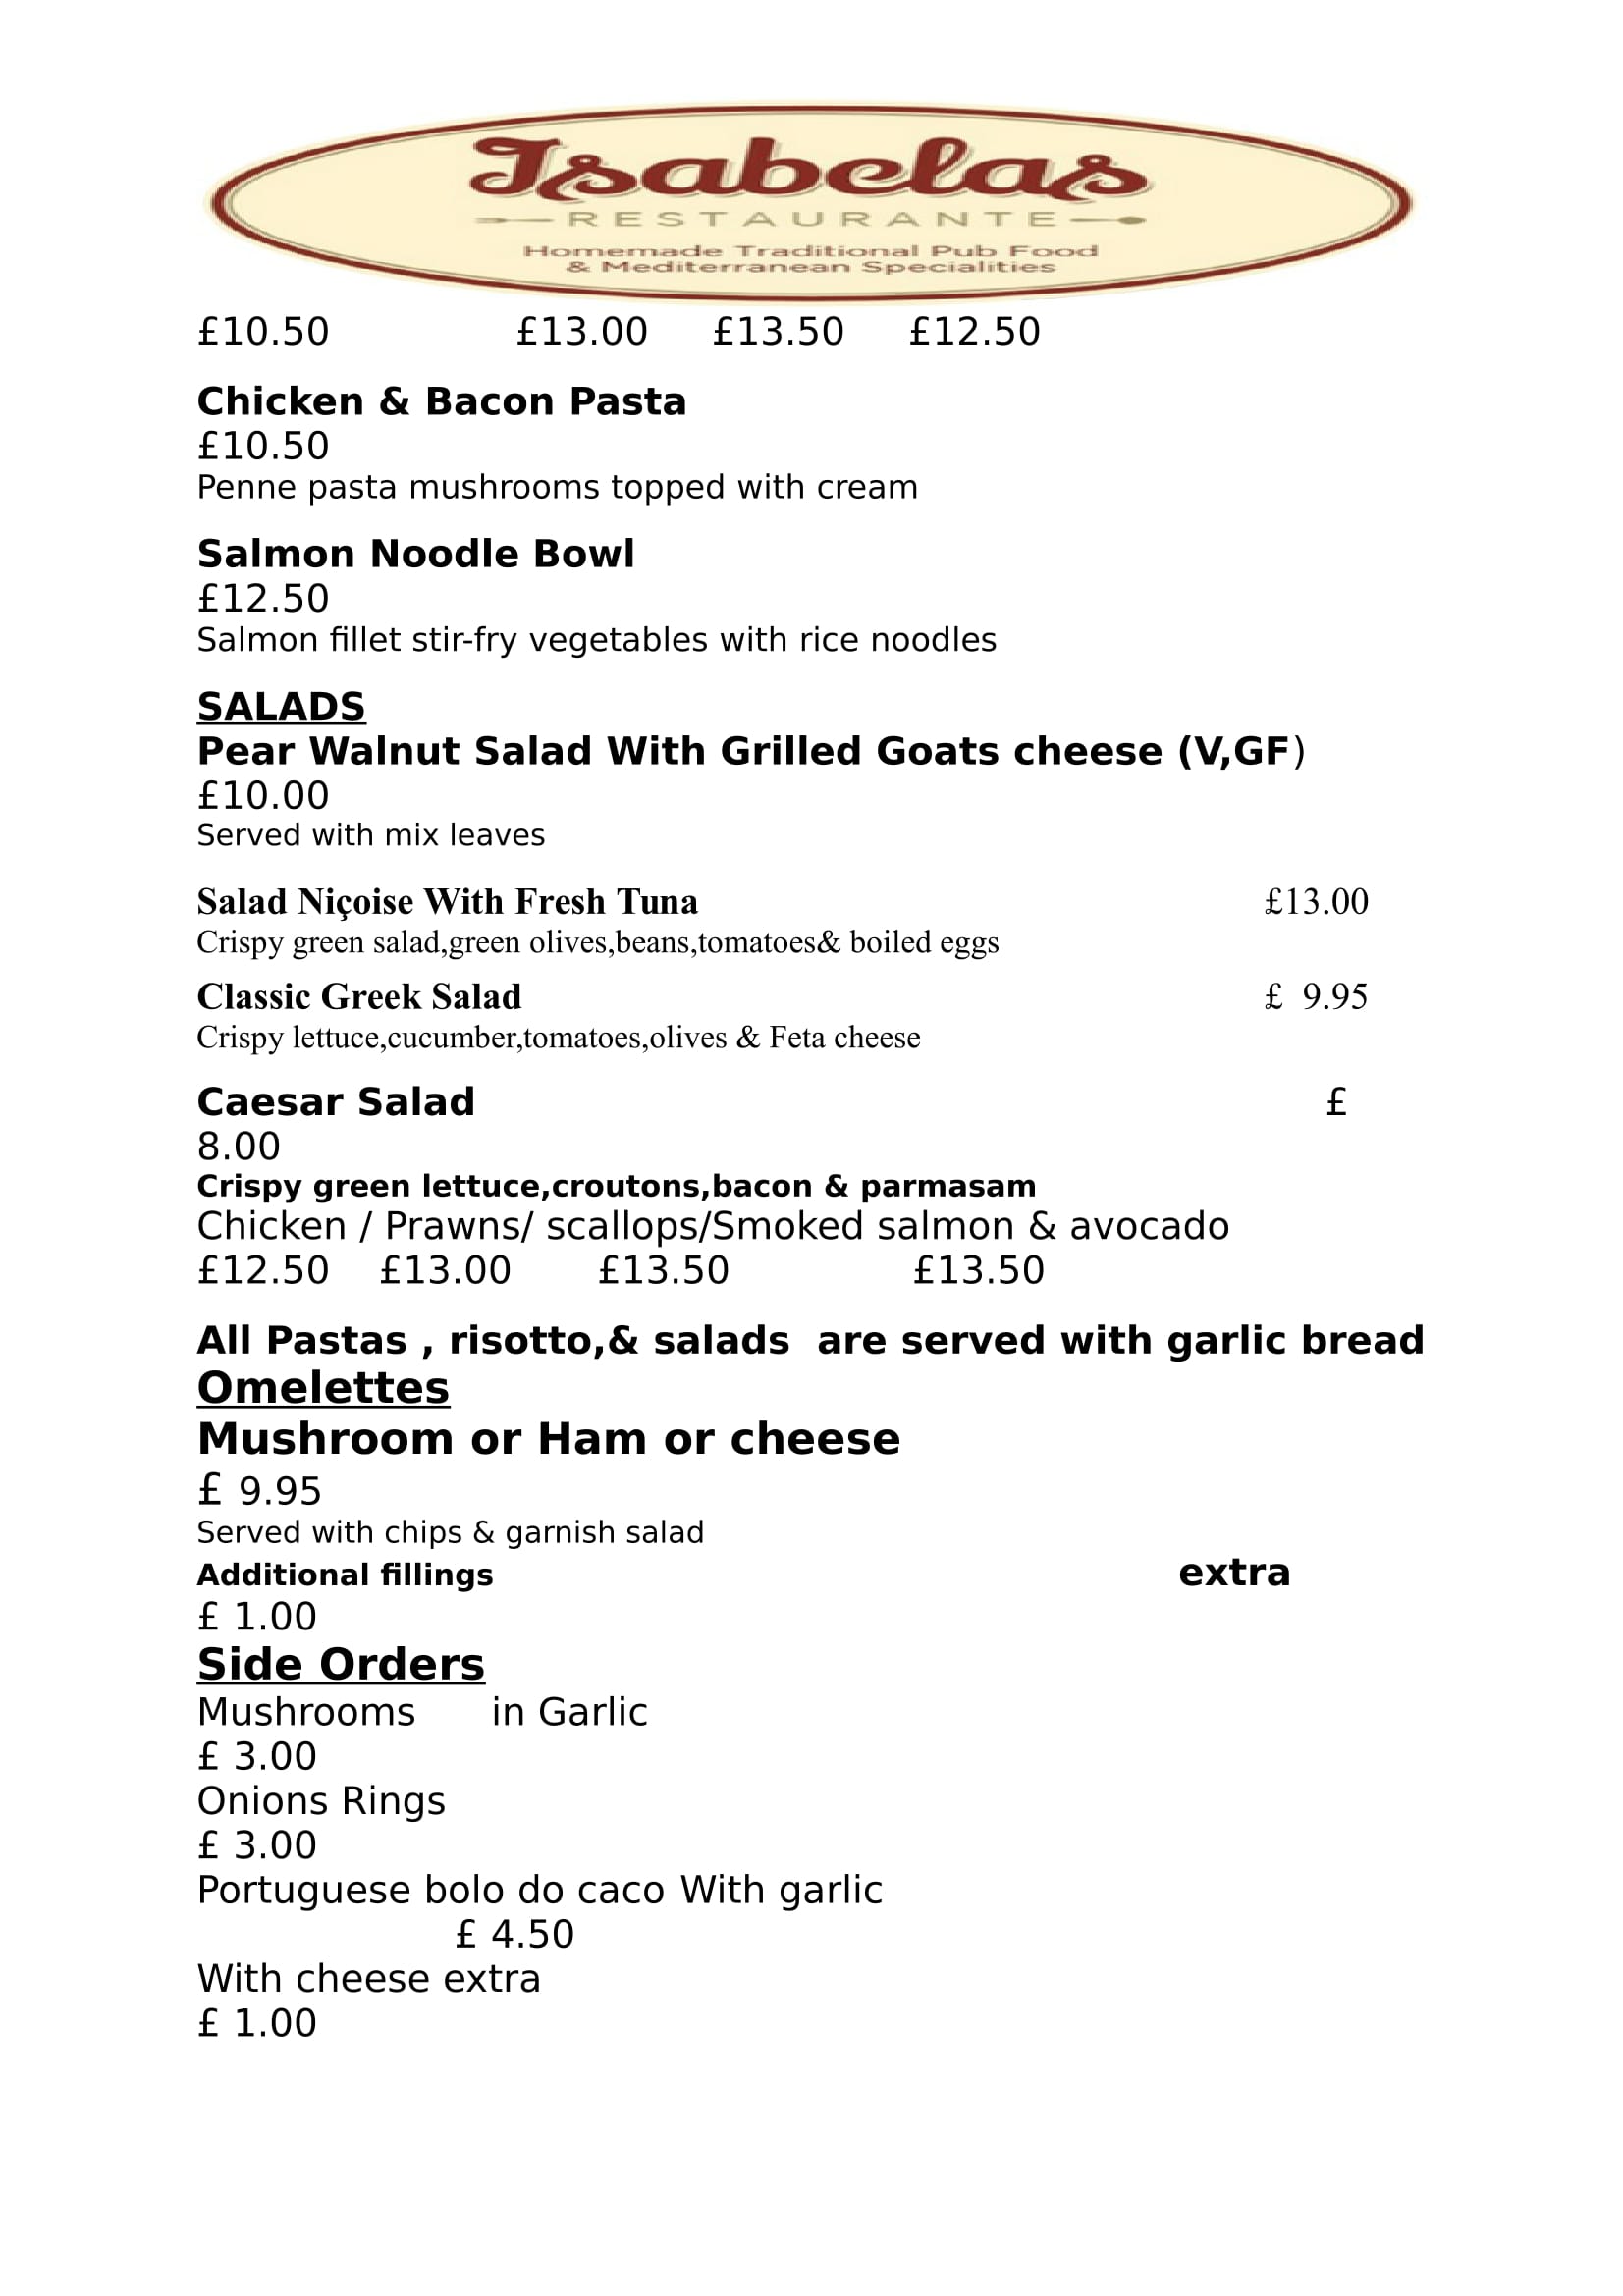 Isabelas
RESTAURANTE
Homemade Traditional Pub Food
& Mediterranean Specialities
£10.50 £13.00 £13.50 £12.50
Chicken & Bacon Pasta
£10.50
Penne pasta mushrooms topped with cream
Salmon Noodle Bowl
£12.50
Salmon fillet stir-fry vegetables with rice noodles
SALADS
Pear Walnut Salad With Grilled Goats cheese (V,GF)
£10.00
Served with mix leaves
Salad Niçoise With Fresh Tuna £13.00
Crispy green salad,green olives,beans,tomatoes& boiled eggs
Classic Greek Salad £ 9.95
Crispy lettuce,cucumber,tomatoes,olives & Feta cheese
Caesar Salad £
8.00
Crispy green lettuce,croutons,bacon & parmasam
Chicken / Prawns/ scallops/Smoked salmon & avocado
£12.50 £13.00 £13.50 £13.50
All Pastas , risotto,& salads are served with garlic bread
Omelettes
Mushroom or Ham or cheese
£ 9.95
Served with chips & garnish salad
Additional fillings extra
£ 1.00
Side Orders
Mushrooms in Garlic
£ 3.00
Onions Rings
£ 3.00
Portuguese bolo do caco With garlic
£ 4.50
With cheese extra
£ 1.00